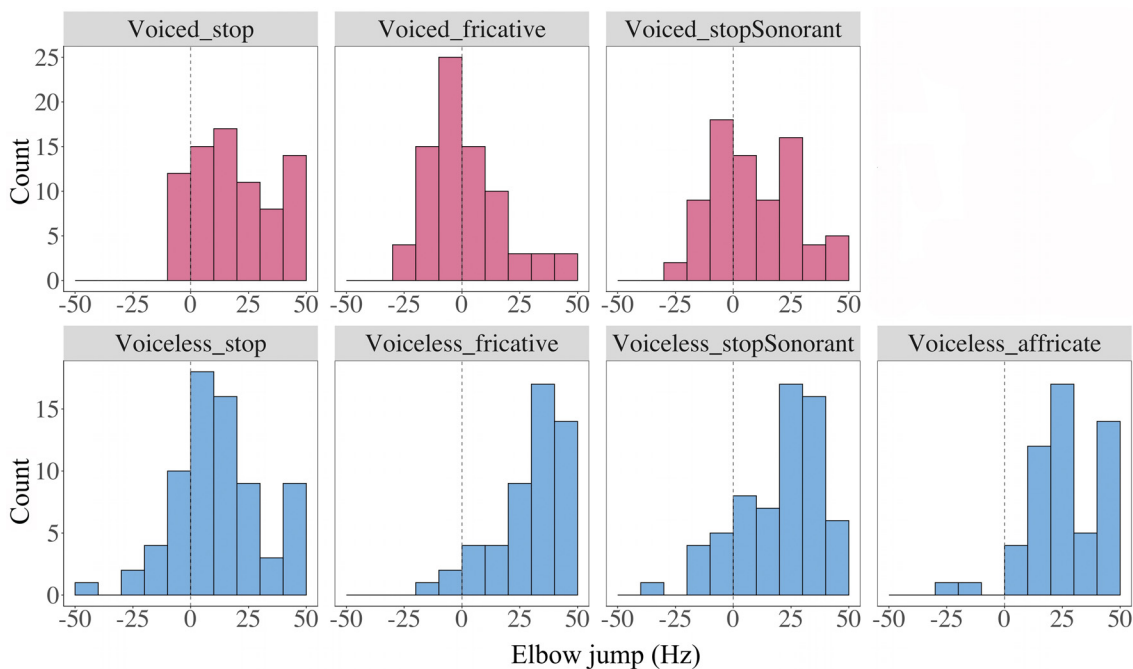 Voiced_stop Voiced_fricative Voiced_stopSonorant
25
20
15
10
5
0
Count
-50 -25 0 25 50 -50 -25 0 25 50 -50 -25 0 25 50
Voiceless_stop Voiceless_fricative Voiceless_stopSonorant Voiceless_affricate
15
10
5
0
Count
-50 -25 0 25 50 -50 -25 0 25 50 -50 -25 0 25 50 -50 -25 0 25 50
Elbow jump (Hz)